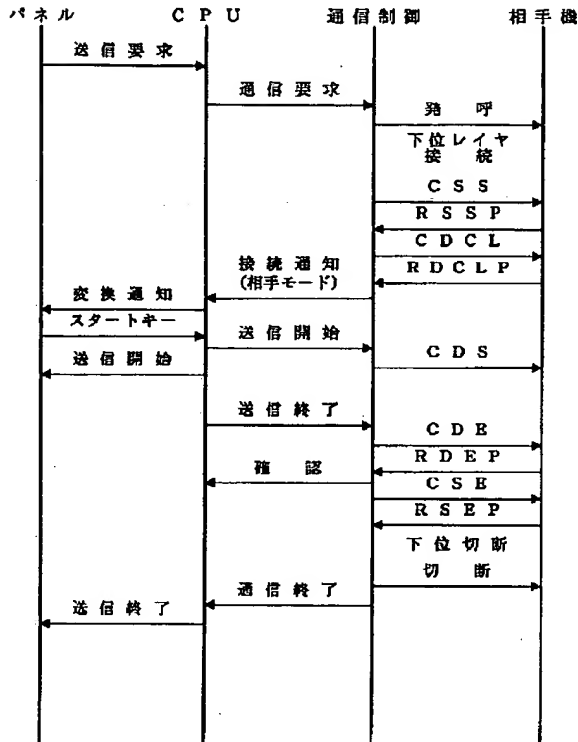 パネル CPU 通信制御 相手機
送信要求
通信要求
発呼
下位レイヤ
接続
CSS
RSSP
CDCL
接続通知
RDCLP
(相手モード)
変換通知
スタートキー
送信開始
送信開始
CDS
送信終了
CDE
RDEP
確認
CSE
RSEP
下位切断
切断
通信終了
送信終了